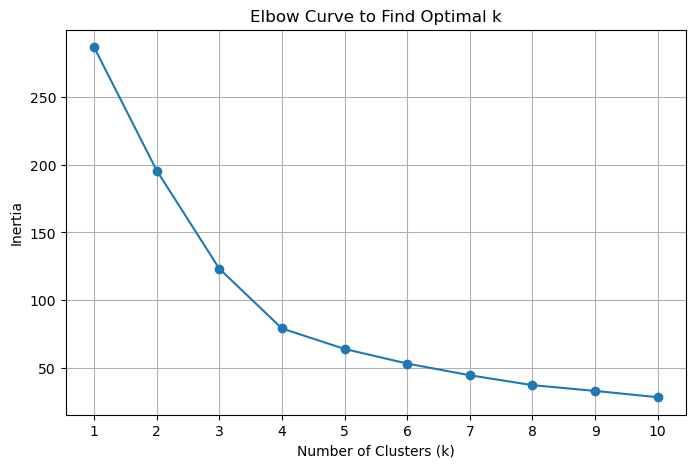 Elbow Curve to Find Optimal k
250
200
150
100
50
Inertia
1 2 3 4 5 6 7 8 9 10
Number of Clusters (k)